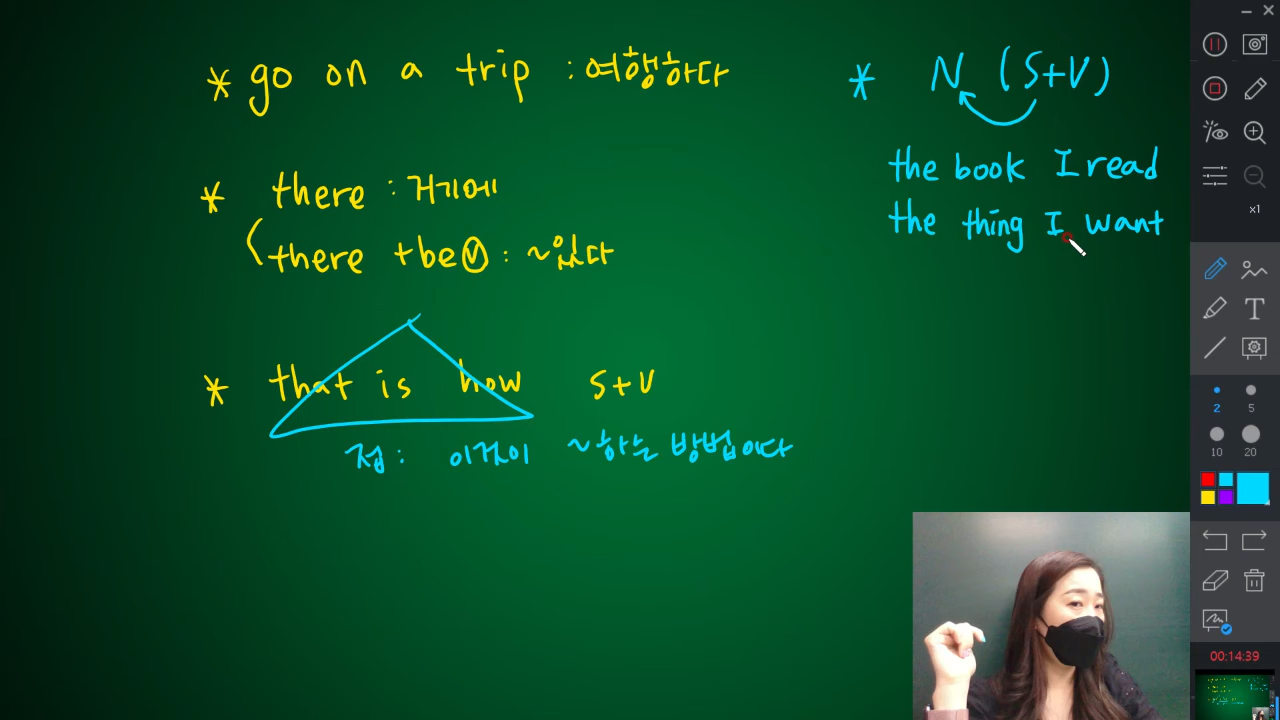 * go on a trip : 여행하다
* there : 거기에
there +be V : ~있다
* that is how S+V
점 : 이것이 ~하는 방법이다
* N (S+V)
the book I read
the thing I want
x1
2 5
10 20
00:14:39